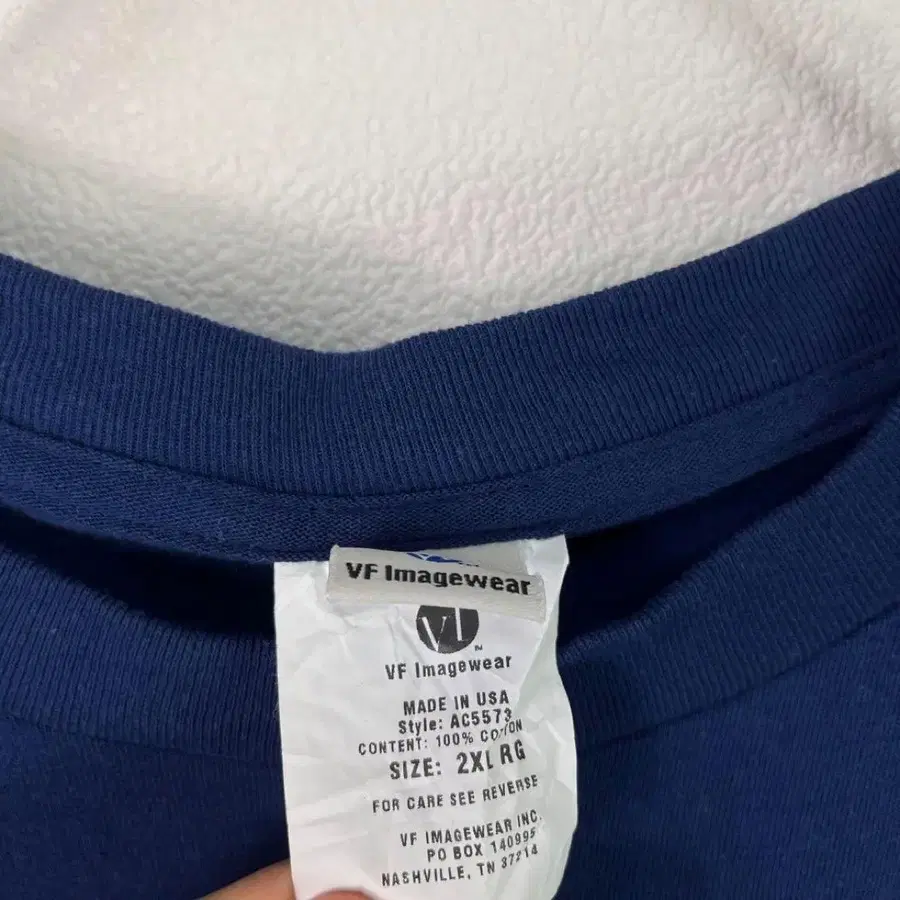 VF Imagewear
VI
™
VF Imagewear
MADE IN USA
Style: AC5573
CONTENT: 100% COTTON
SIZE: 2XL RG
FOR CARE SEE REVERSE
VF IMAGEWEAR INC.
PO BOX 140995
NASHVILLE, TN 37214